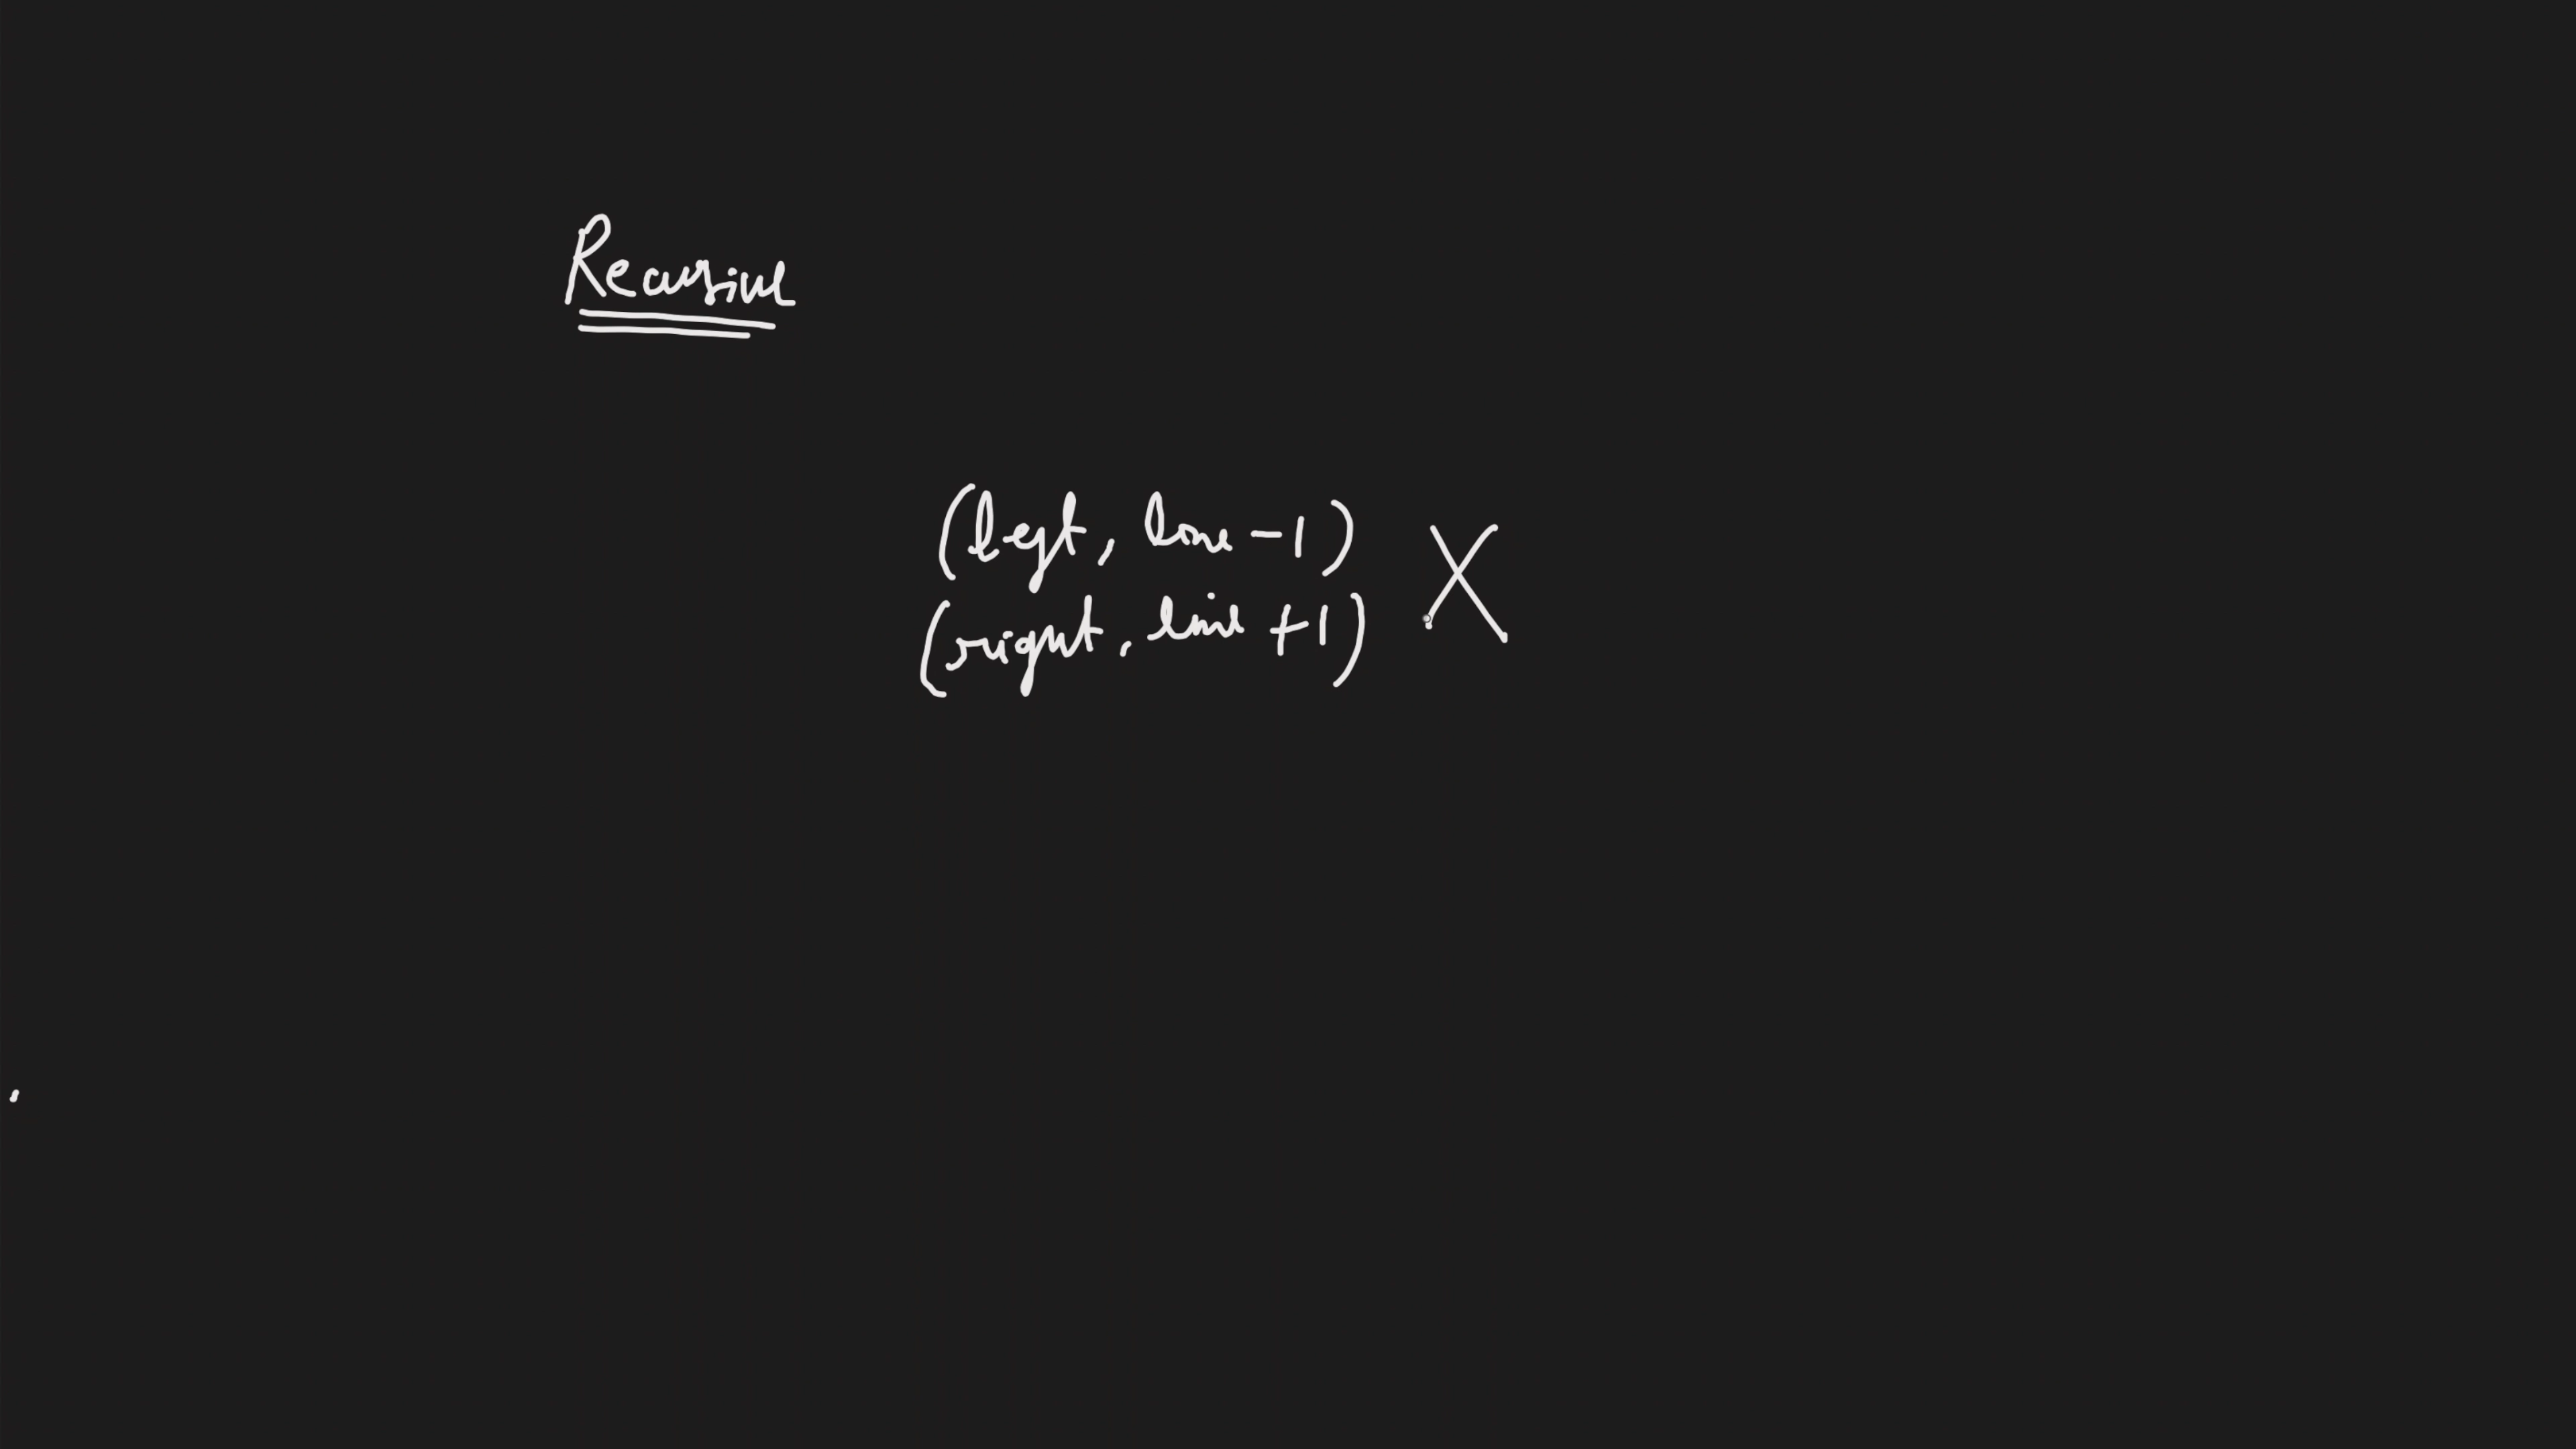 Recursive
(left, line -1)
(right, line +1)
X